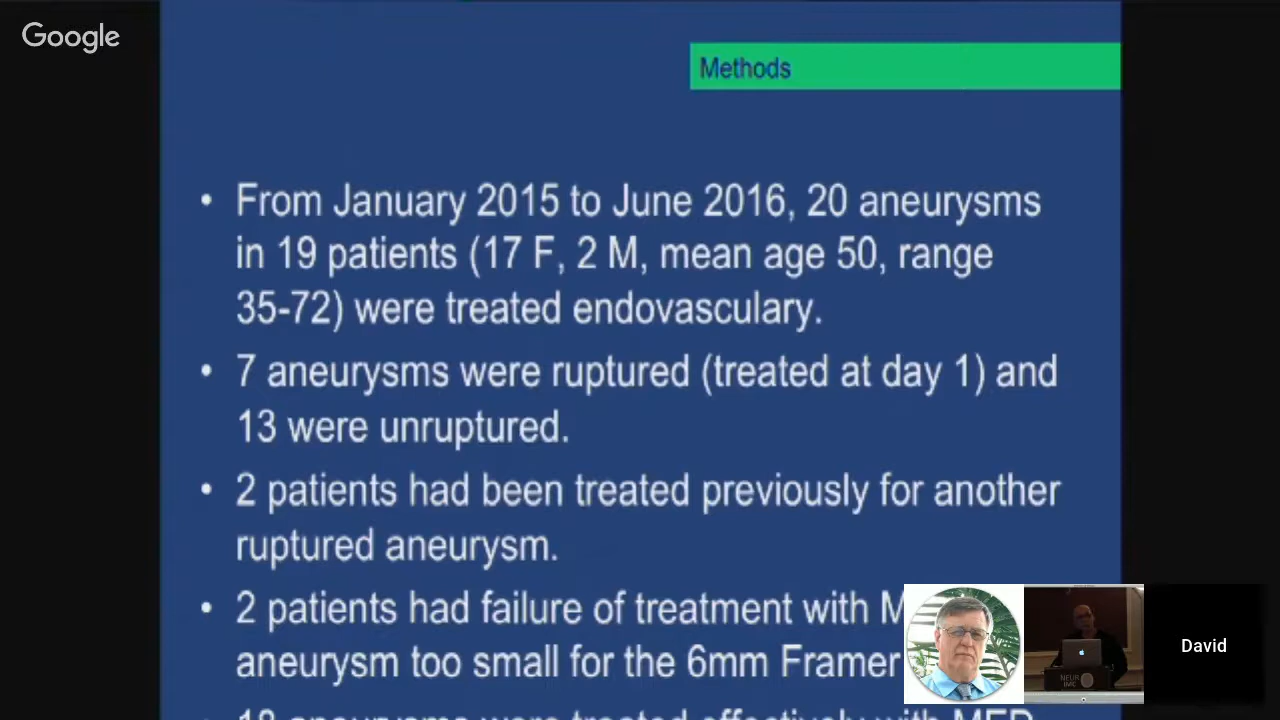 Google
Methods
• From January 2015 to June 2016, 20 aneurysms
in 19 patients (17 F, 2 M, mean age 50, range
35-72) were treated endovasculary.
• 7 aneurysms were ruptured (treated at day 1) and
13 were unruptured.
• 2 patients had been treated previously for another
ruptured aneurysm.
• 2 patients had failure of treatment with
aneurysm too small for the 6mm Framer
David